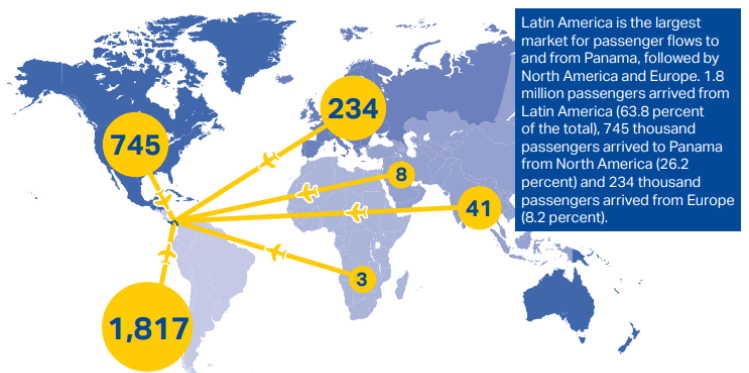 Latin America is the largest
market for passenger flows to
and from Panama, followed by
North America and Europe. 1.8
million passengers arrived from
Latin America (63.8 percent
of the total), 745 thousand
passengers arrived to Panama
from North America (26.2
percent) and 234 thousand
passengers arrived from Europe
(8.2 percent).
234
745
8
41
3
1,817